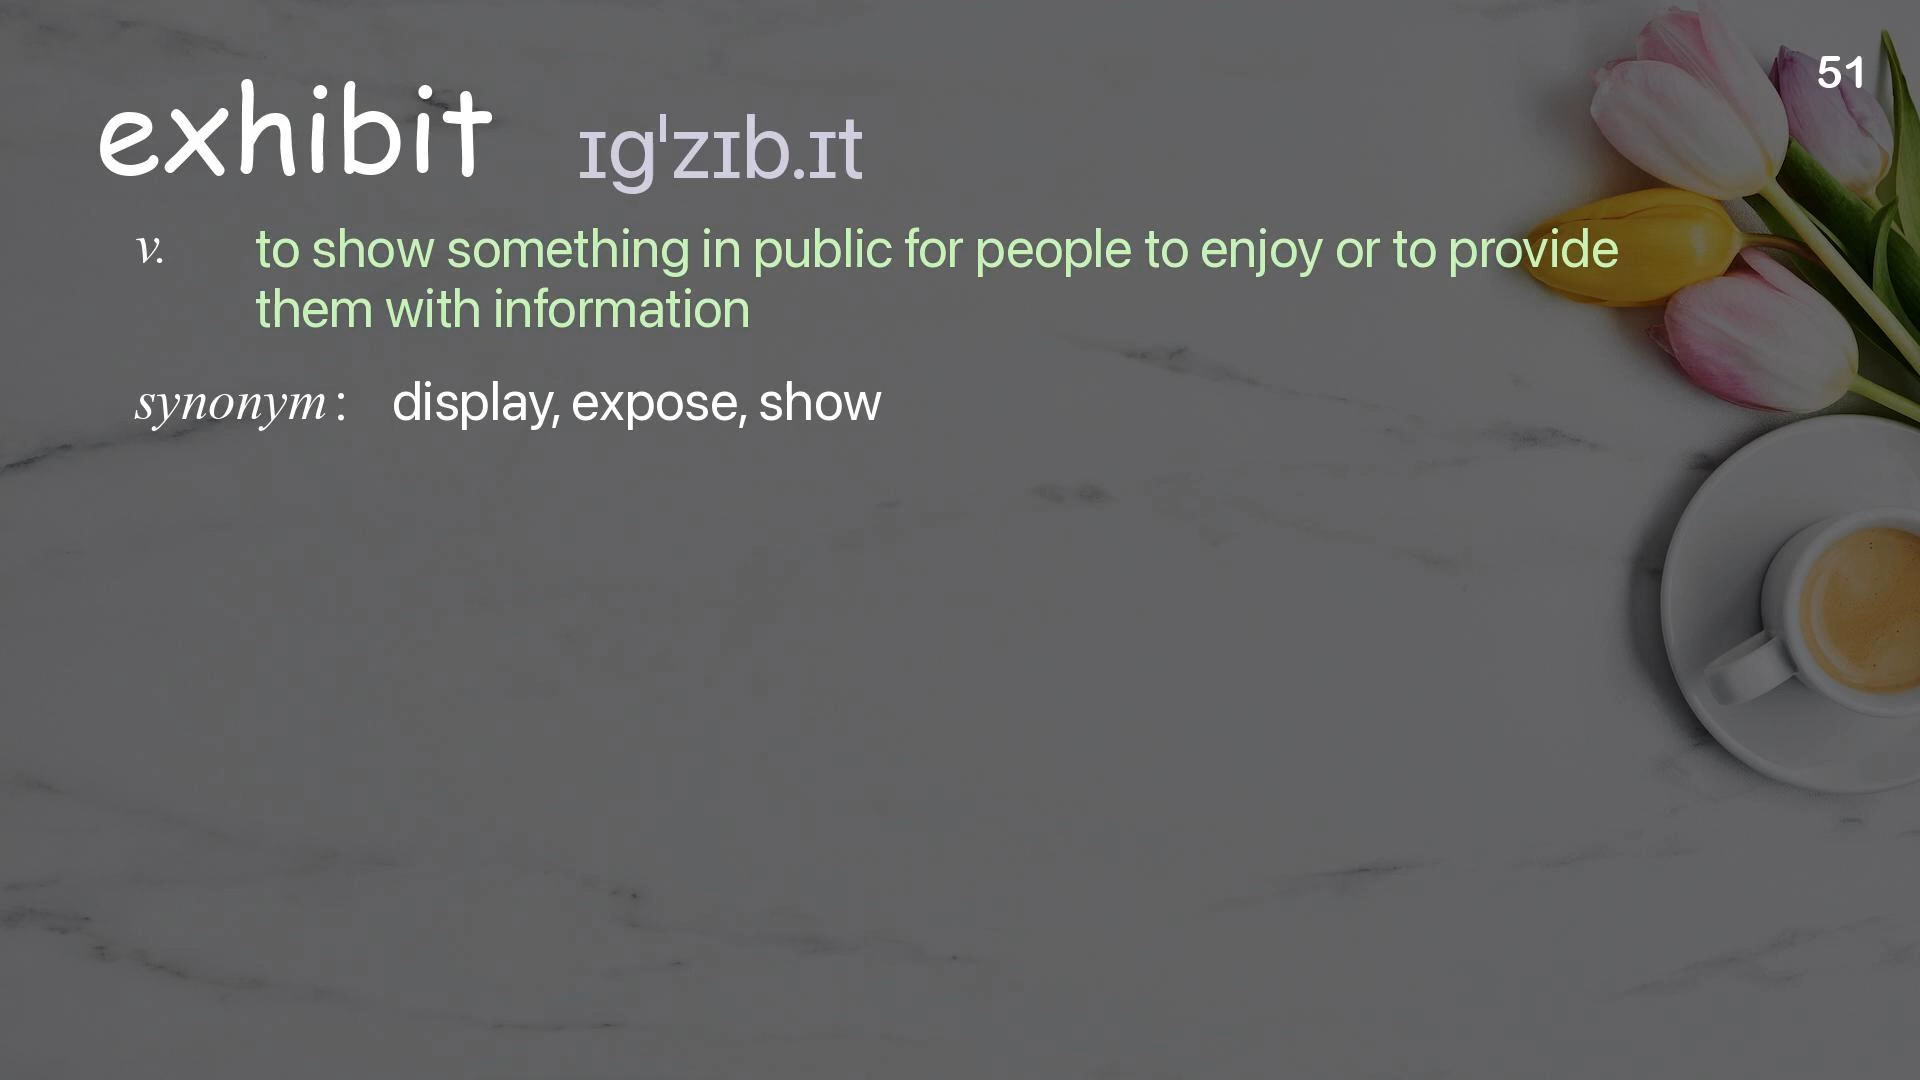 51
exhibit ɪɡˈzɪb.ɪt
v. to show something in public for people to enjoy or to provide
them with information
synonym: display, expose, show